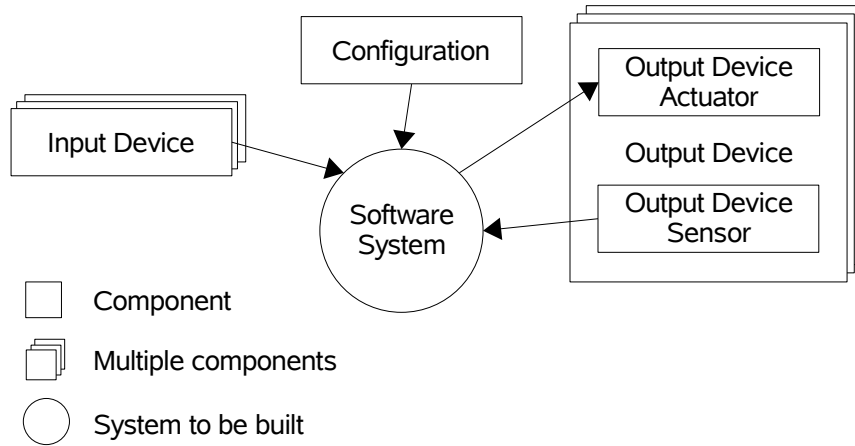 Configuration
Input Device
Output Device
Actuator
Output Device
Output Device
Sensor
Software
System
Component
Multiple components
System to be built